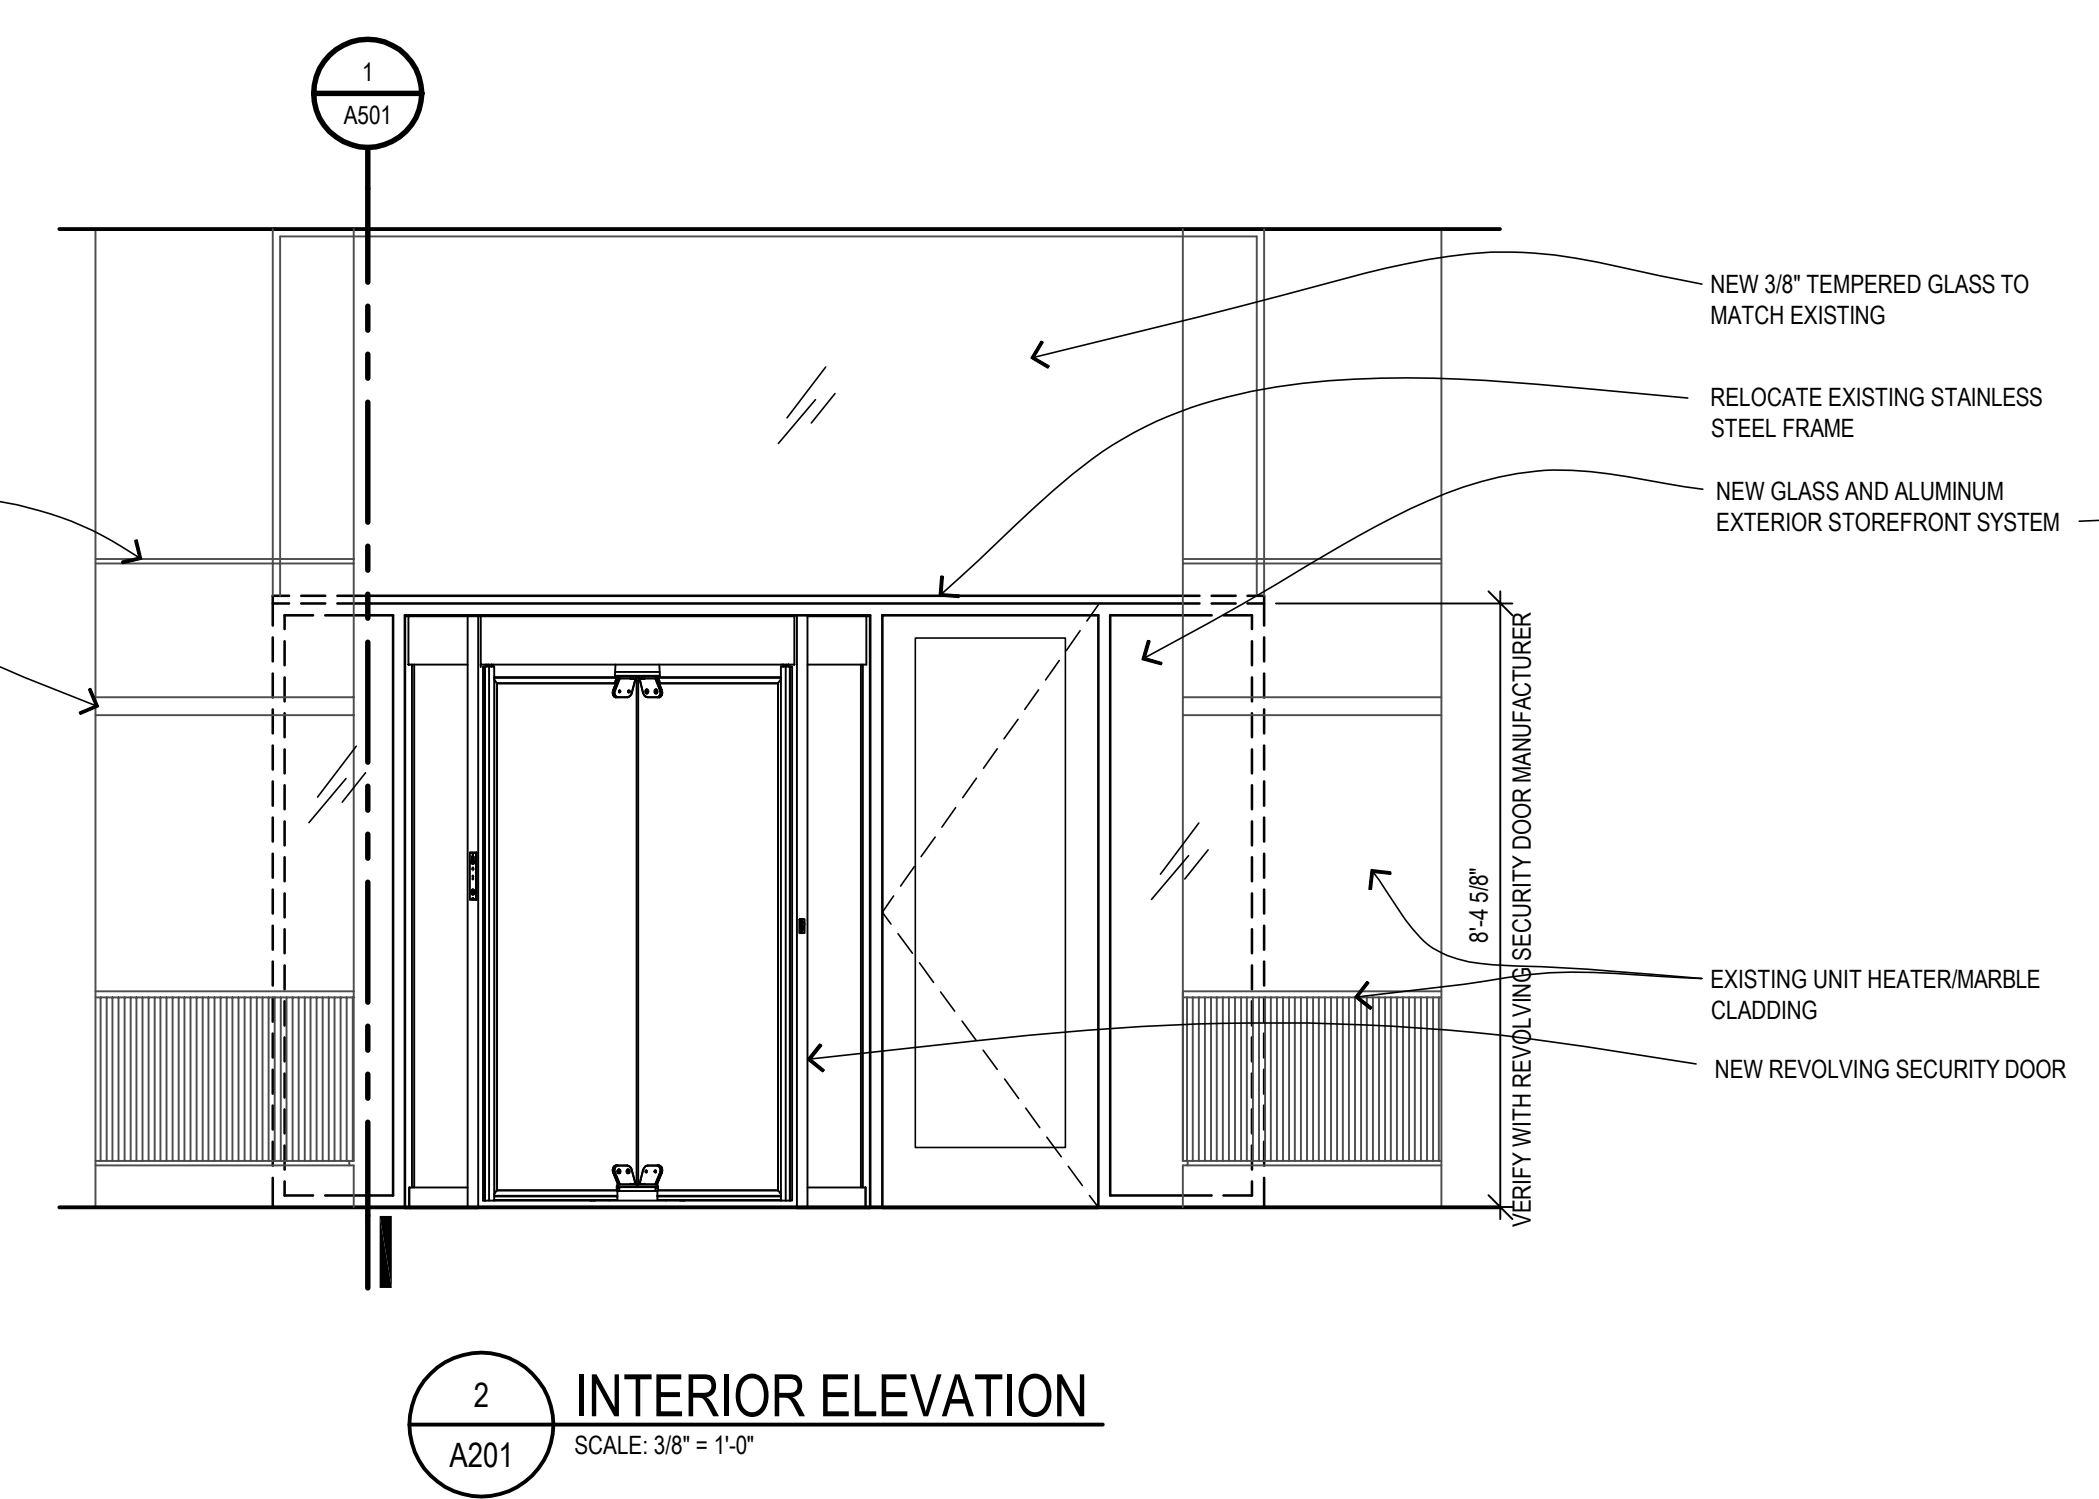 1
A501
NEW 3/8" TEMPERED GLASS TO
MATCH EXISTING
RELOCATE EXISTING STAINLESS
STEEL FRAME
NEW GLASS AND ALUMINUM
EXTERIOR STOREFRONT SYSTEM
8'-4 5/8"
VERIFY WITH REVOLVING SECURITY DOOR MANUFACTURER
EXISTING UNIT HEATER/MARBLE
CLADDING
NEW REVOLVING SECURITY DOOR
2
A201
INTERIOR ELEVATION
SCALE: 3/8" = 1'-0"